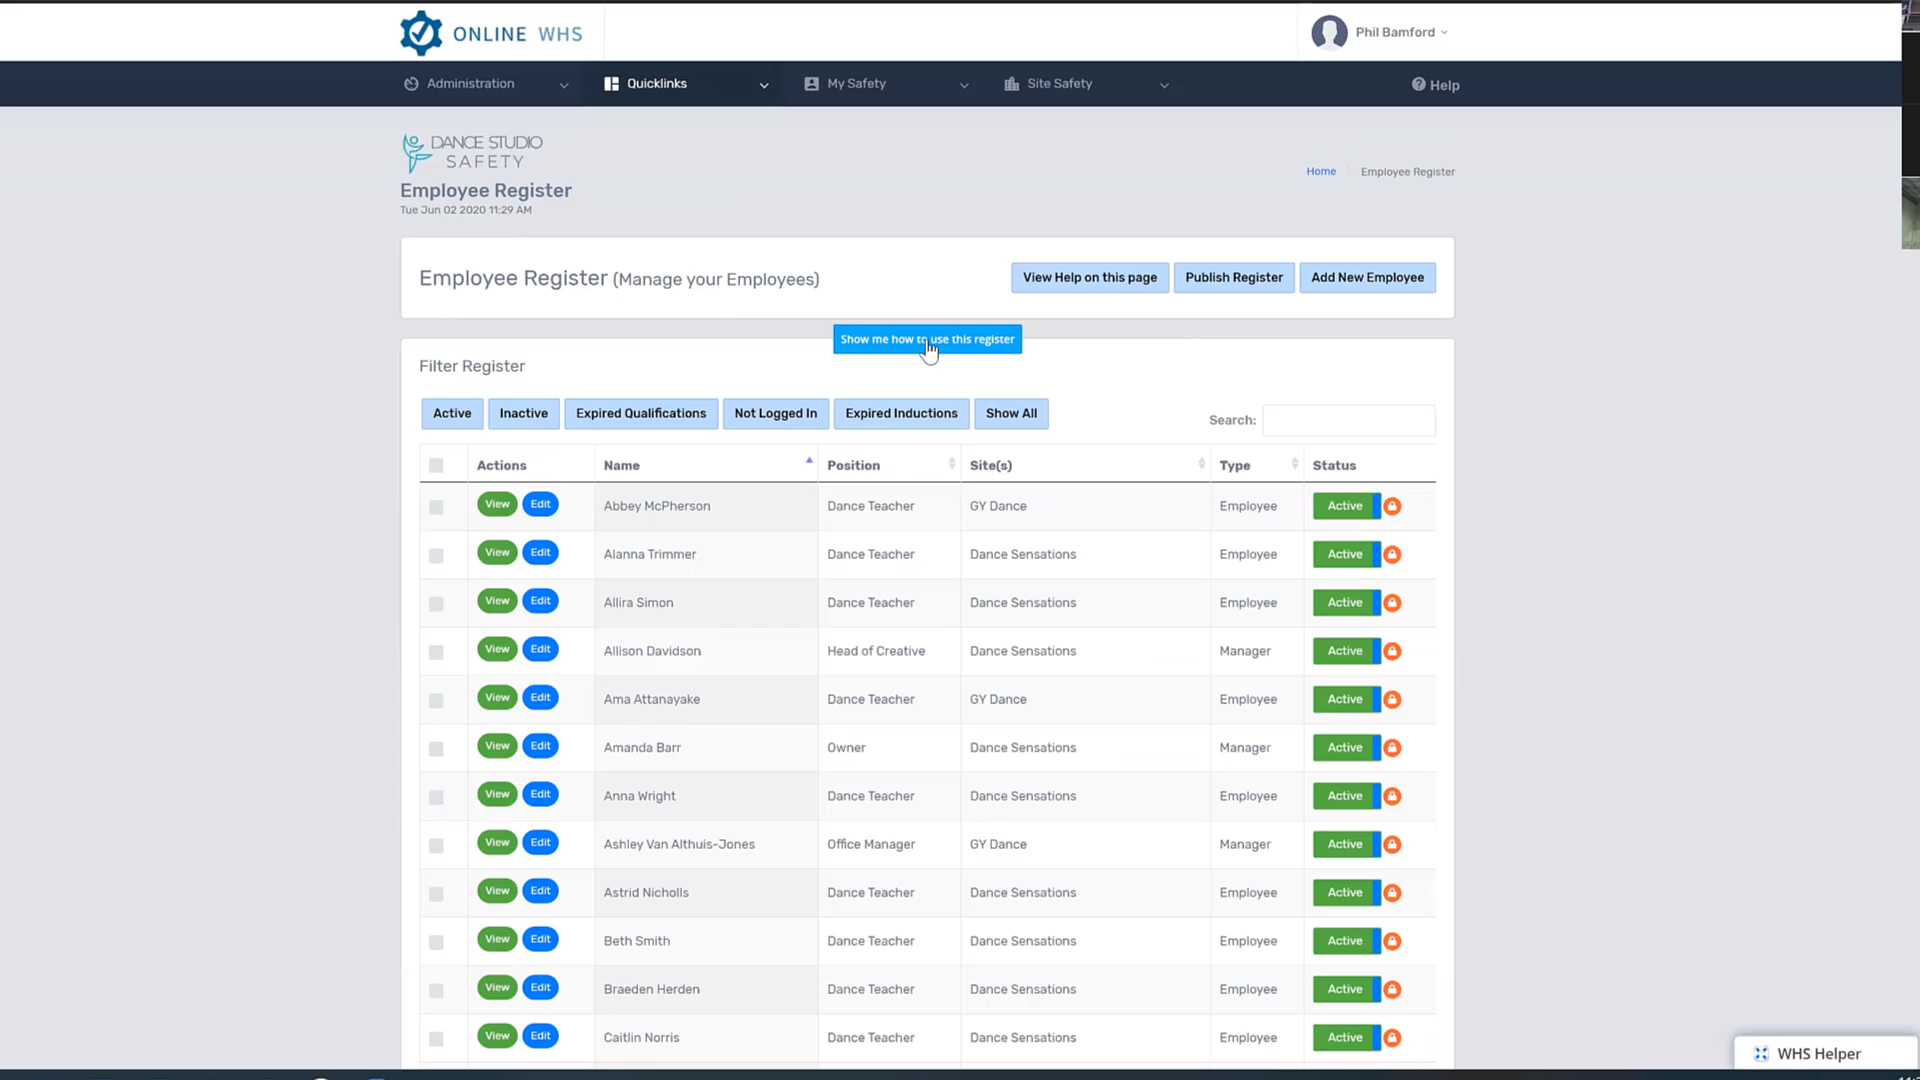 ONLINE WHS
Phil Bamford
Administration Quicklinks My Safety Site Safety Help
DANCE STUDIO
SAFETY
Employee Register
Tue Jun 02 2020 11:29 AM
Home Employee Register
Employee Register (Manage your Employees)
View Help on this page Publish Register Add New Employee
Show me how to use this register
Filter Register
Active Inactive Expired Qualifications Not Logged In Expired Inductions Show All
Search:
Actions Name Position Site(s) Type Status
View Edit Abbey McPherson Dance Teacher GY Dance Employee Active
View Edit Alanna Trimmer Dance Teacher Dance Sensations Employee Active
View Edit Allira Simon Dance Teacher Dance Sensations Employee Active
View Edit Allison Davidson Head of Creative Dance Sensations Manager Active
View Edit Ama Attanayake Dance Teacher GY Dance Employee Active
View Edit Amanda Barr Owner Dance Sensations Manager Active
View Edit Anna Wright Dance Teacher Dance Sensations Employee Active
View Edit Ashley Van Althuis-Jones Office Manager GY Dance Manager Active
View Edit Astrid Nicholls Dance Teacher Dance Sensations Employee Active
View Edit Beth Smith Dance Teacher Dance Sensations Employee Active
View Edit Braeden Herden Dance Teacher Dance Sensations Employee Active
View Edit Caitlin Norris Dance Teacher Dance Sensations Employee Active
WHS Helper